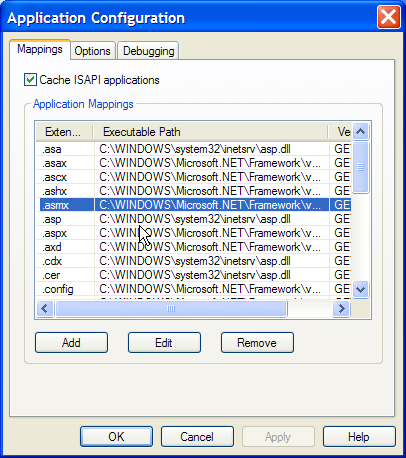 Application Configuration
Mappings Options Debugging
Cache ISAPI applications
Application Mappings
Exten... Executable Path Ve
.asa C:\WINDOWS\system32\inetsrv\asp.dll GE
.asax C:\WINDOWS\Microsoft.NET\Framework\v... GE
.ascx C:\WINDOWS\Microsoft.NET\Framework\v... GE
.ashx C:\WINDOWS\Microsoft.NET\Framework\v... GE
.asmx C:\WINDOWS\Microsoft.NET\Framework\v... GE
.asp C:\WINDOWS\system32\inetsrv\asp.dll GE
.aspx C:\WINDOWS\Microsoft.NET\Framework\v... GE
.axd C:\WINDOWS\Microsoft.NET\Framework\v... GE
.cdx C:\WINDOWS\system32\inetsrv\asp.dll GE
.cer C:\WINDOWS\system32\inetsrv\asp.dll GE
.config C:\WINDOWS\Microsoft.NET\Framework\v... GE
Add Edit Remove
OK Cancel Apply Help